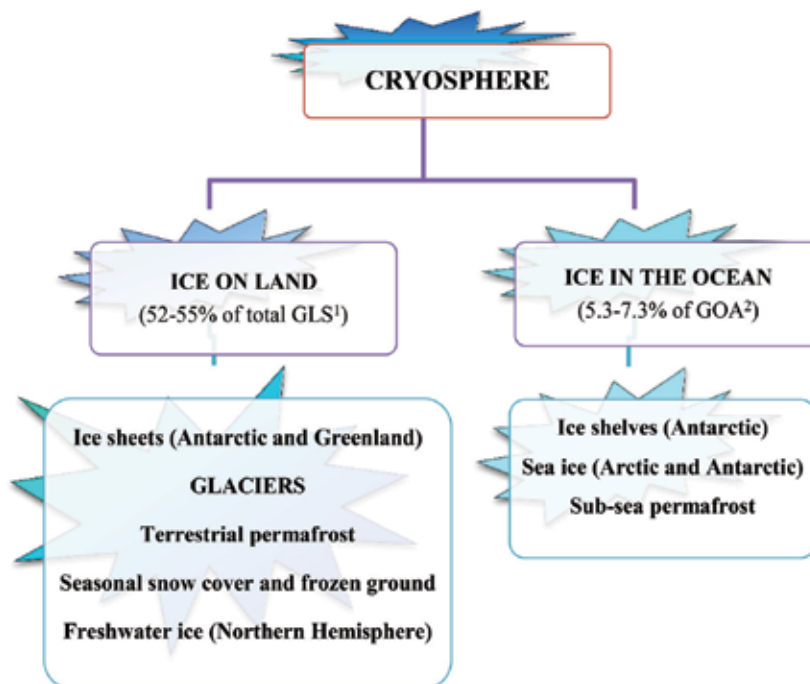 CRYOSPHERE
ICE ON LAND
(52-55% of total GLS¹)
ICE IN THE OCEAN
(5.3-7.3% of GOA²)
Ice sheets (Antarctic and Greenland)
GLACIERS
Terrestrial permafrost
Seasonal snow cover and frozen ground
Freshwater ice (Northern Hemisphere)
Ice shelves (Antarctic)
Sea ice (Arctic and Antarctic)
Sub-sea permafrost